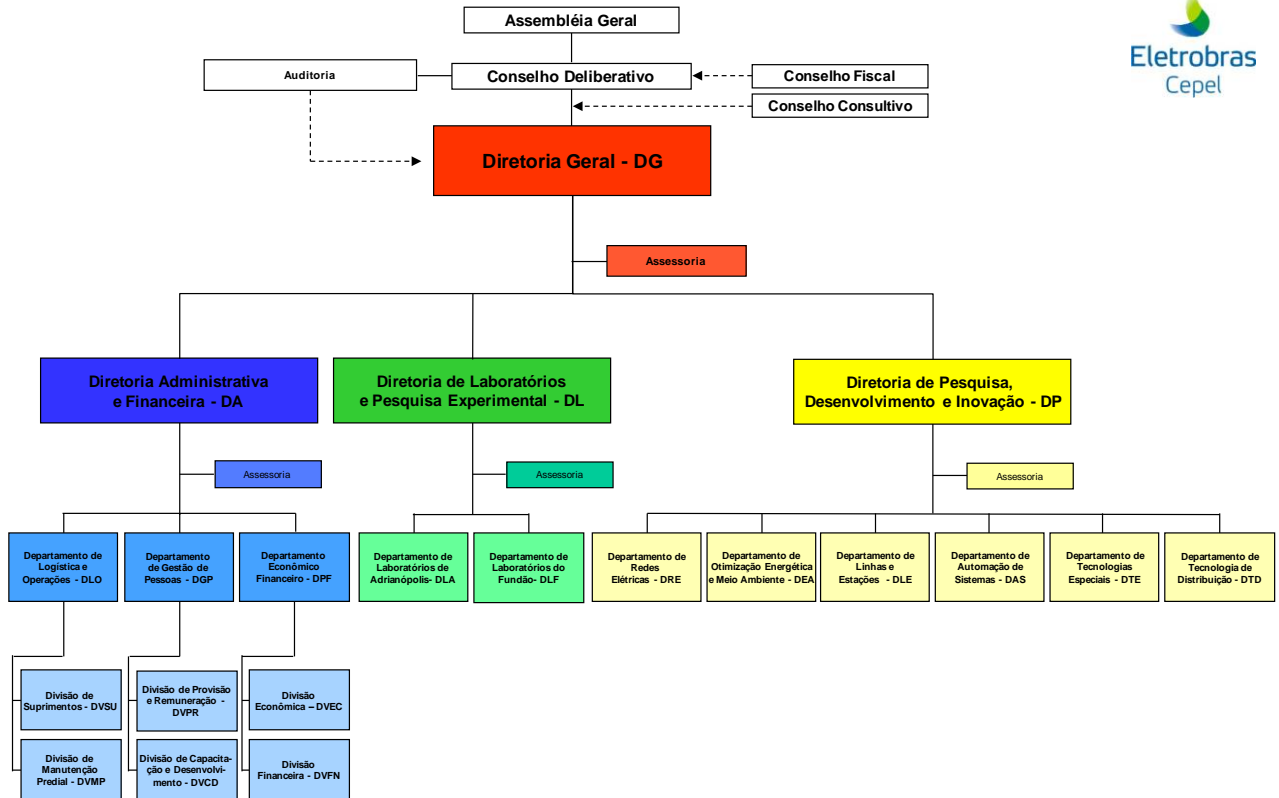 Assembléia Geral
Eletrobras
Cepel
Auditoria
Conselho Deliberativo
Conselho Fiscal
Conselho Consultivo
Diretoria Geral - DG
Assessoria
Diretoria Administrativa
e Financeira - DA
Diretoria de Laboratórios
e Pesquisa Experimental - DL
Diretoria de Pesquisa,
Desenvolvimento e Inovação - DP
Assessoria
Assessoria
Assessoria
Departamento de
Logística e
Operações - DLO
Departamento
de Gestão de
Pessoas - DGP
Departamento
Econômico
Financeiro - DPF
Departamento de
Laboratórios de
Adrianópolis- DLA
Departamento de
Laboratórios do
Fundão- DLF
Departamento de
Redes
Elétricas - DRE
Departamento de
Otimização Energética
e Meio Ambiente - DEA
Departamento de
Linhas e
Estações - DLE
Departamento de
Automação de
Sistemas - DAS
Departamento de
Tecnologias
Especiais - DTE
Departamento de
Tecnologia de
Distribuição - DTD
Divisão de
Suprimentos - DVSU
Divisão de Provisão
e Remuneração -
DVPR
Divisão
Econômica – DVEC
Divisão de
Manutenção
Predial - DVMP
Divisão de Capacita-
ção e Desenvolvi-
mento - DVCD
Divisão
Financeira - DVFN